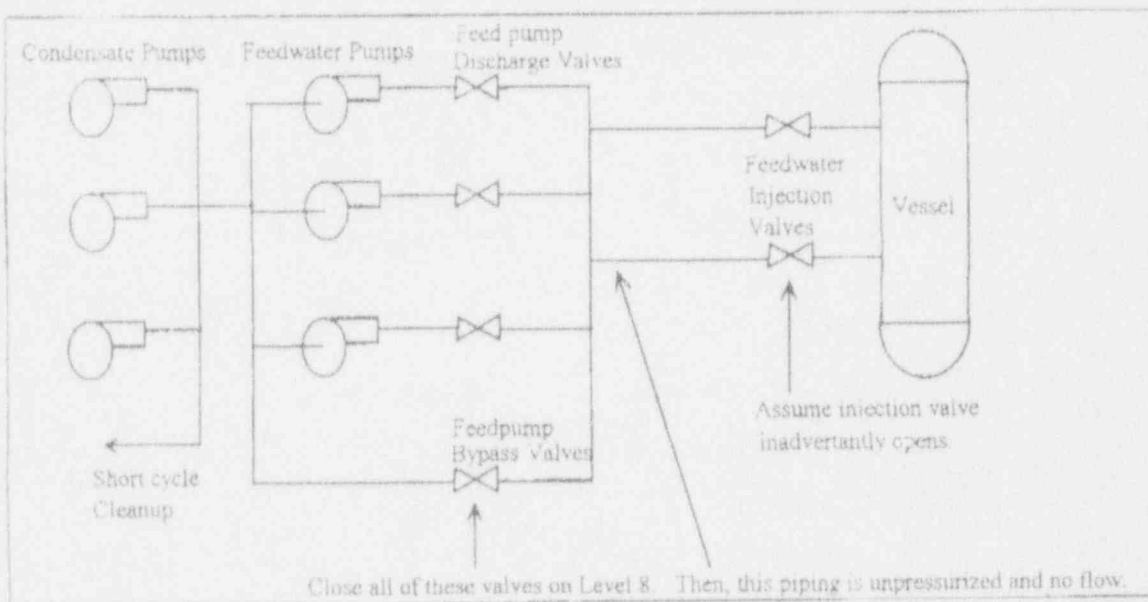 Condensate Pumps
Feedwater Pumps
Feed pump
Discharge Valves
Feedwater
Injection
Valves
Vessel
Assume injection valve
inadvertantly opens
Feedpump
Bypass Valves
Short cycle
Cleanup
Close all of these valves on Level 8. Then, this piping is unpressurized and no flow.